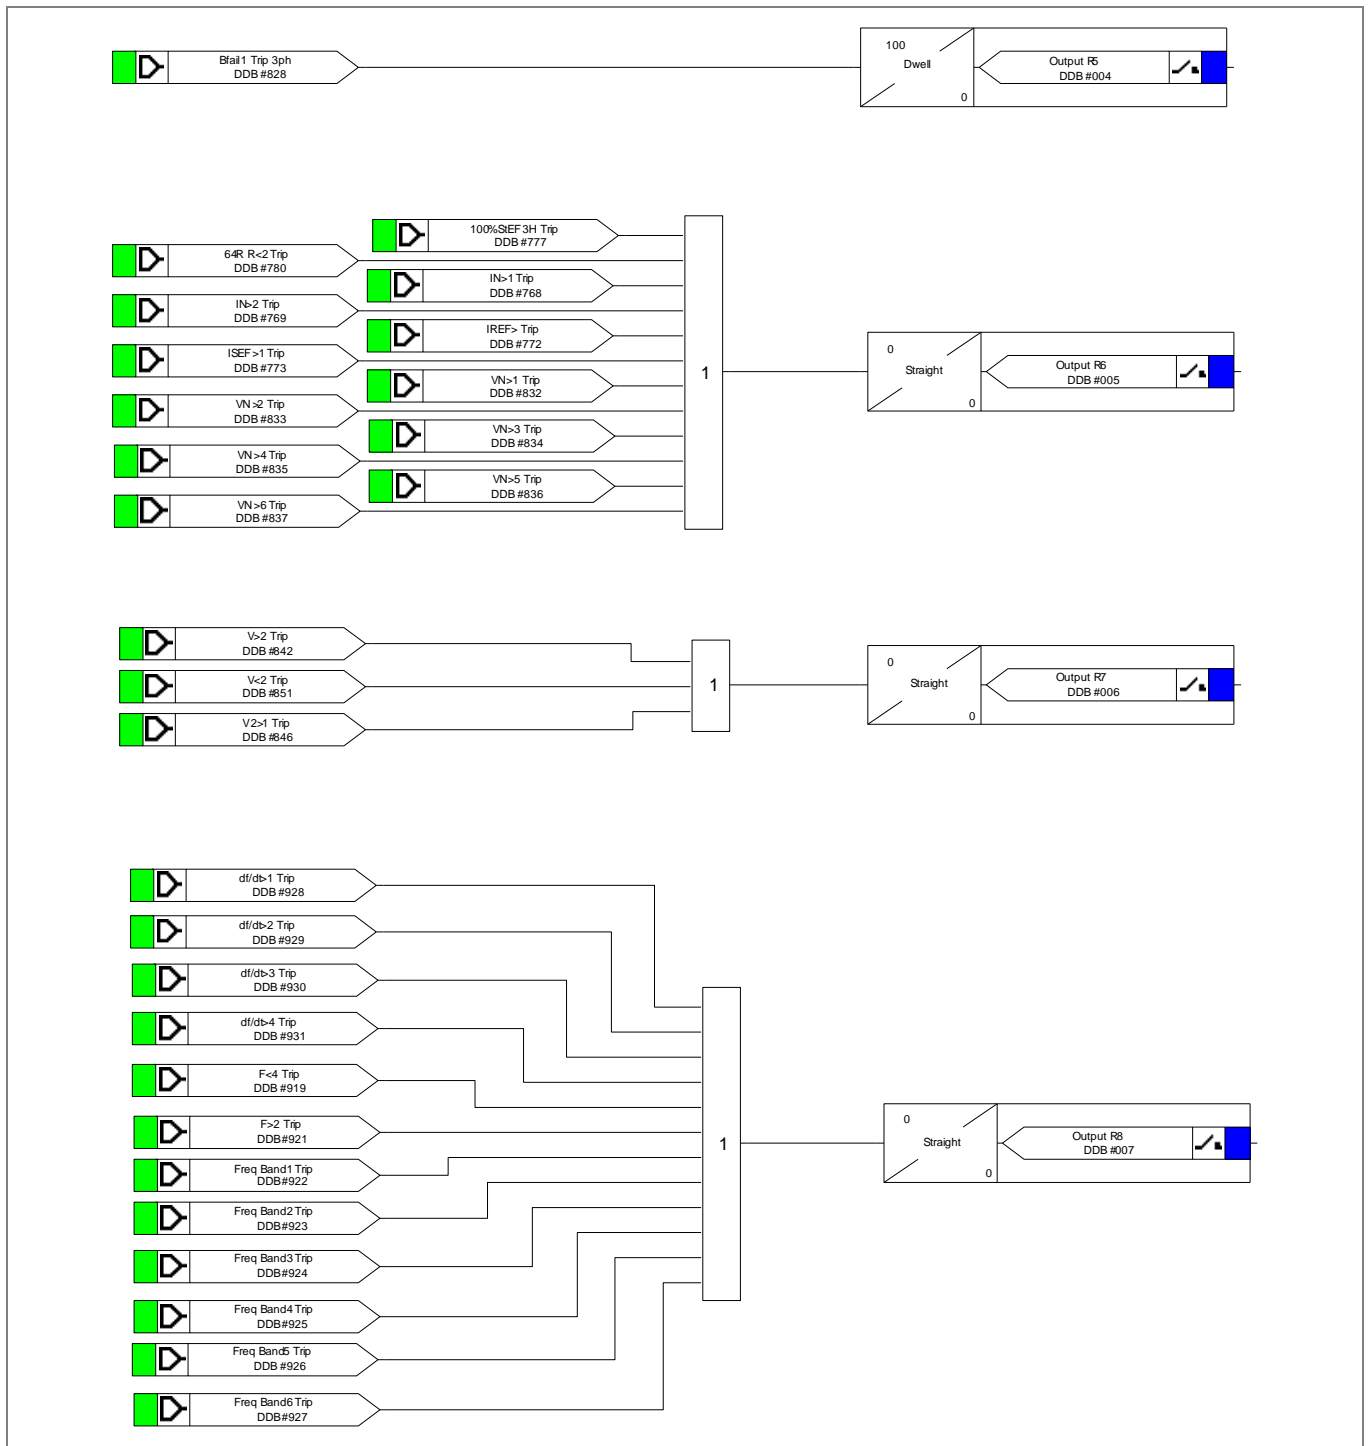 Bfail1 Trip 3ph
DDB #828
100
Dwell
0
Output R5
DDB #004
100%StEF3H Trip
DDB #777
64R R<2 Trip
DDB #780
IN>1 Trip
DDB #768
IN>2 Trip
DDB #769
IREF> Trip
DDB #772
ISEF>1 Trip
DDB #773
VN>1 Trip
DDB #832
VN>2 Trip
DDB #833
VN>3 Trip
DDB #834
VN>4 Trip
DDB #835
VN>5 Trip
DDB #836
VN>6 Trip
DDB #837
1
0
Straight
0
Output R6
DDB #005
V>2 Trip
DDB #842
V<2 Trip
DDB #851
V2>1 Trip
DDB #846
1
0
Straight
0
Output R7
DDB #006
df/dt>1 Trip
DDB #928
df/dt>2 Trip
DDB #929
df/dt>3 Trip
DDB #930
df/dt>4 Trip
DDB #931
F<4 Trip
DDB #919
F>2 Trip
DDB #921
Freq Band1 Trip
DDB #922
Freq Band2 Trip
DDB #923
Freq Band3 Trip
DDB #924
Freq Band4 Trip
DDB #925
Freq Band5 Trip
DDB #926
Freq Band6 Trip
DDB #927
1
0
Straight
0
Output R8
DDB #007